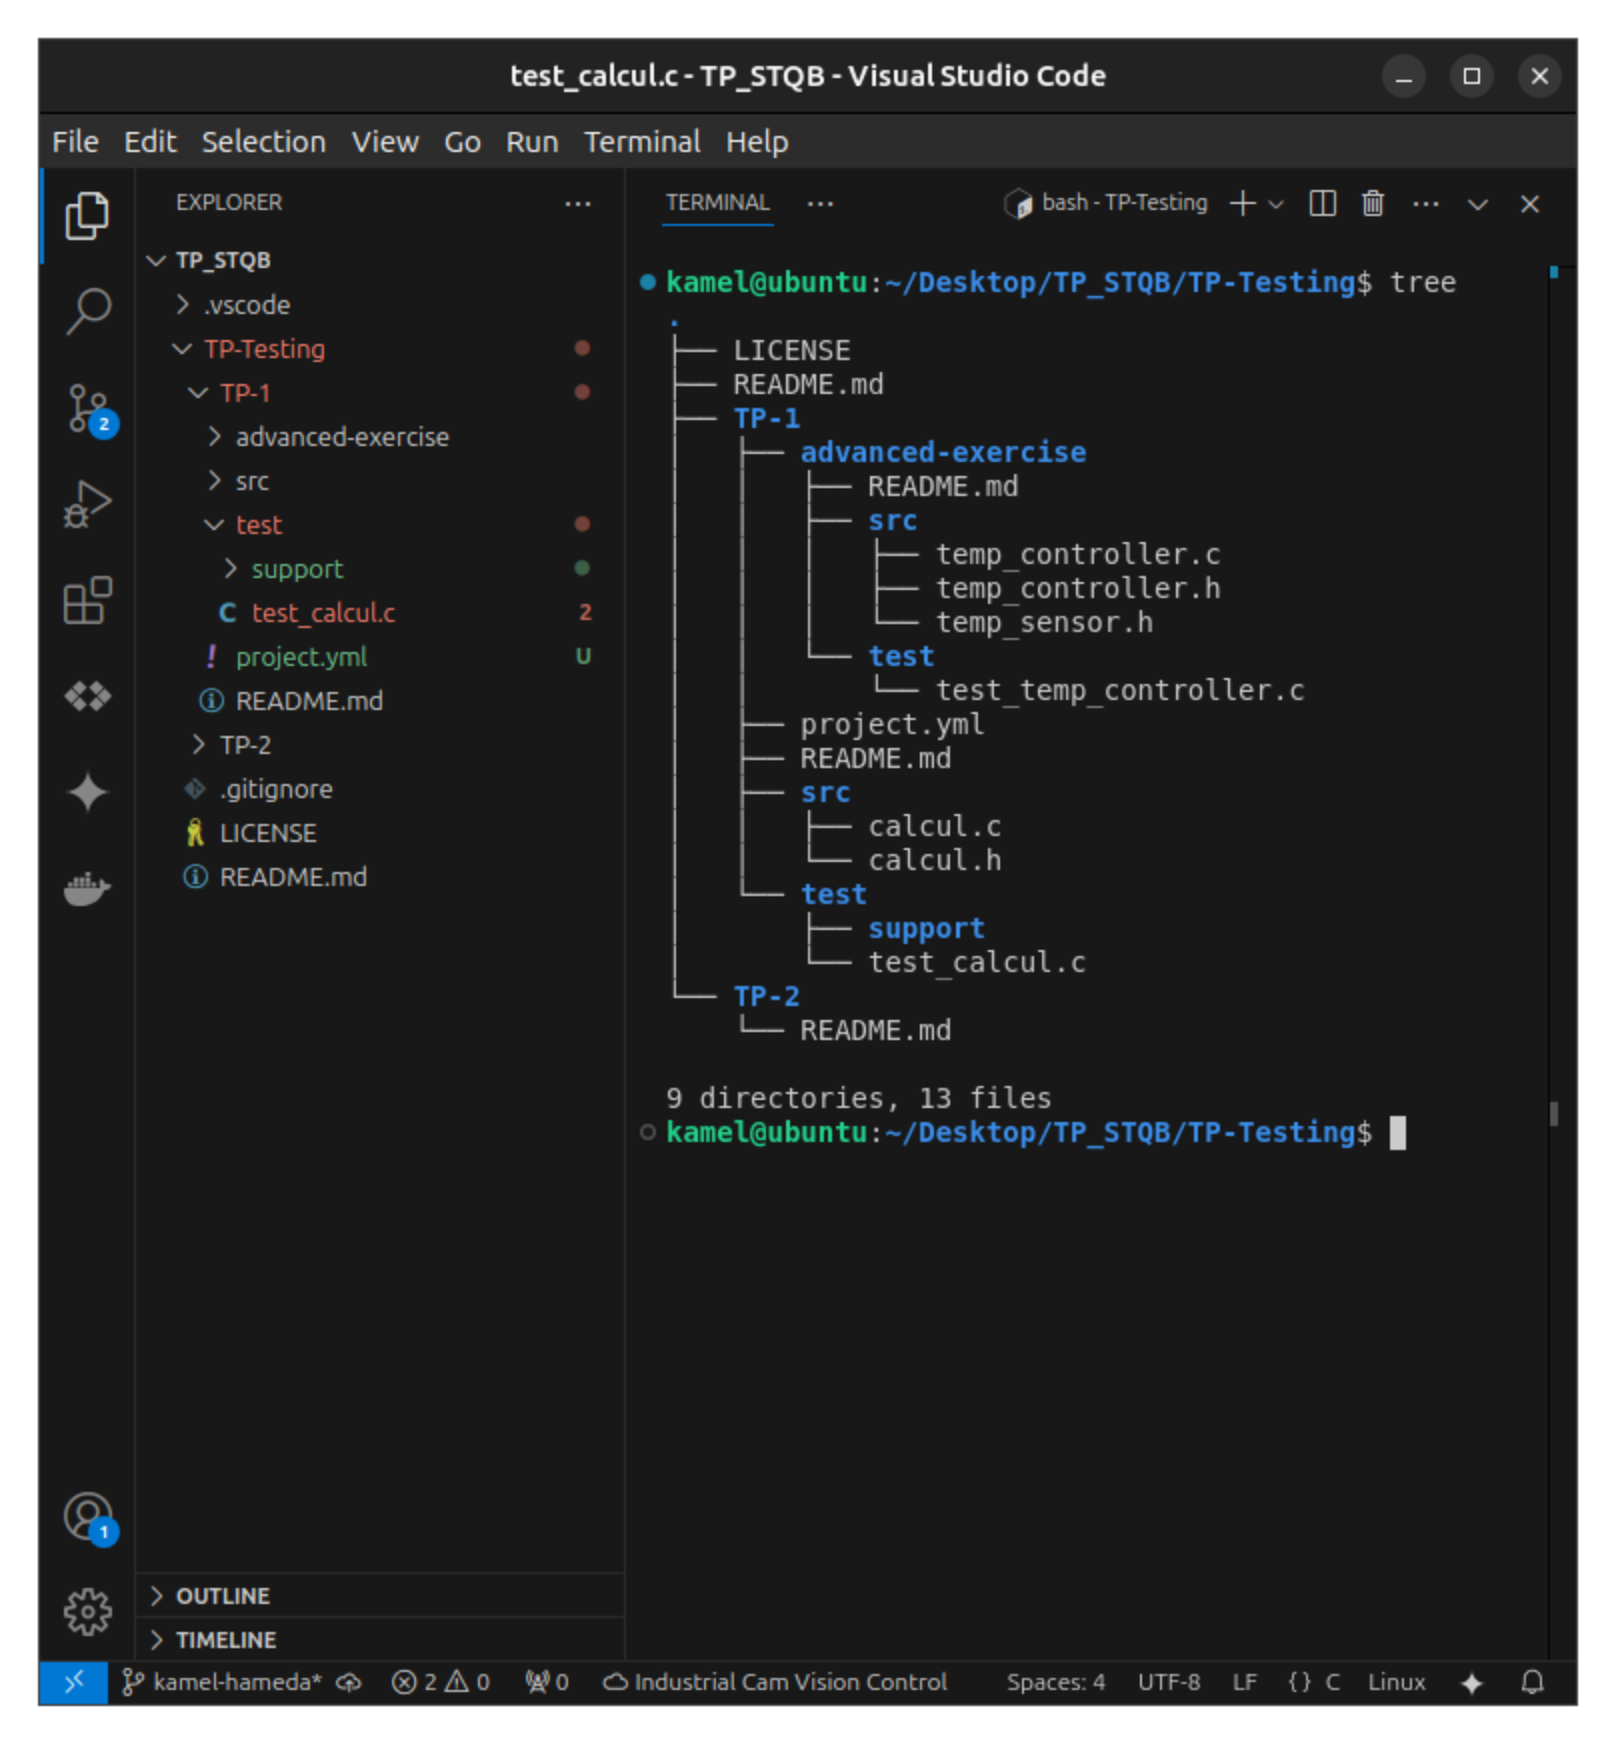 test_calcul.c - TP_STQB - Visual Studio Code
File Edit Selection View Go Run Terminal Help
EXPLORER
TP_STQB
.vscode
TP-Testing
TP-1
advanced-exercise
src
test
support
C test_calcul.c 2
! project.yml U
README.md
TP-2
.gitignore
LICENSE
README.md
2
1
OUTLINE
TIMELINE
TERMINAL ··· bash - TP-Testing
kamel@ubuntu:~/Desktop/TP_STQB/TP-Testing$ tree
.
├── LICENSE
├── README.md
├── TP-1
│   ├── advanced-exercise
│   │   ├── README.md
│   │   ├── src
│   │   │   ├── temp_controller.c
│   │   │   ├── temp_controller.h
│   │   │   └── temp_sensor.h
│   │   └── test
│   │       └── test_temp_controller.c
│   ├── project.yml
│   ├── README.md
│   ├── src
│   │   ├── calcul.c
│   │   └── calcul.h
│   └── test
│       ├── support
│       └── test_calcul.c
└── TP-2
    └── README.md
9 directories, 13 files
kamel@ubuntu:~/Desktop/TP_STQB/TP-Testing$
kamel-hameda* 2 0 0 Industrial Cam Vision Control Spaces: 4 UTF-8 LF {} C Linux